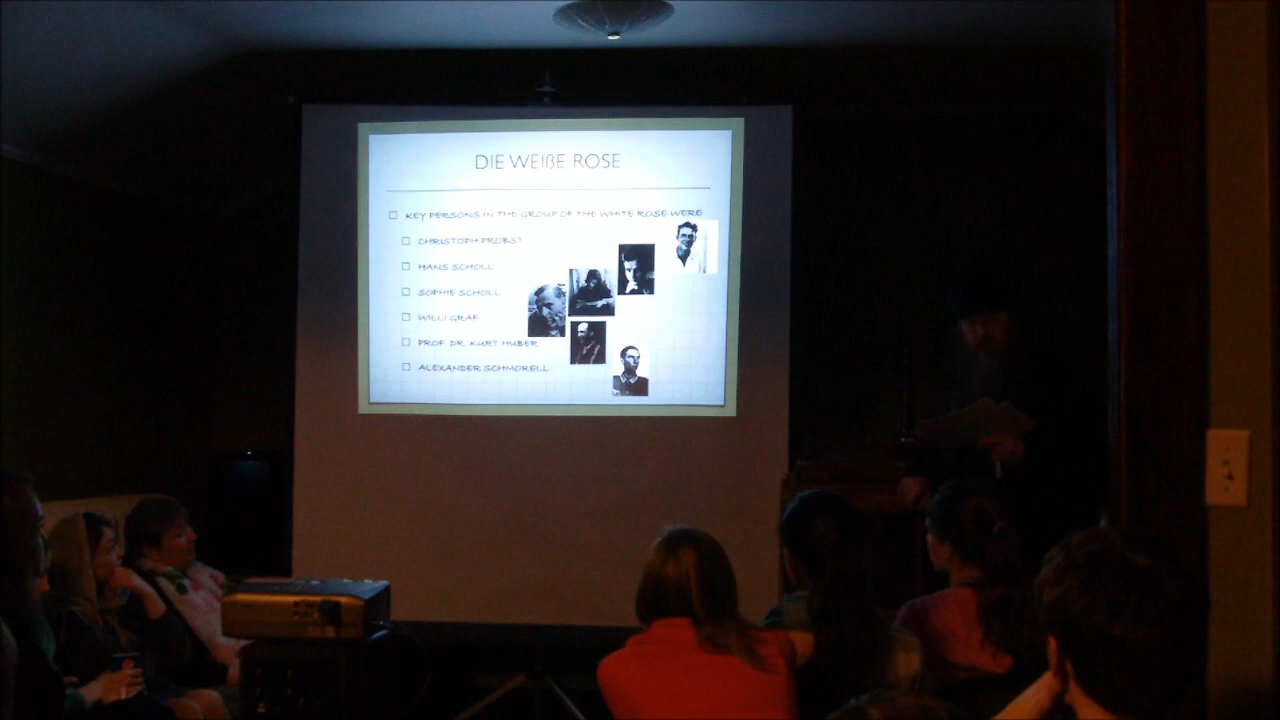 DIE WEIßE ROSE
KEY PERSONS IN THE GROUP OF THE WHITE ROSE WERE
CHRISTOPH PROBST
HANS SCHOLL
SOPHIE SCHOLL
WILLI GRAF
PROF DR KURT HUBER
ALEXANDER SCHMORELL